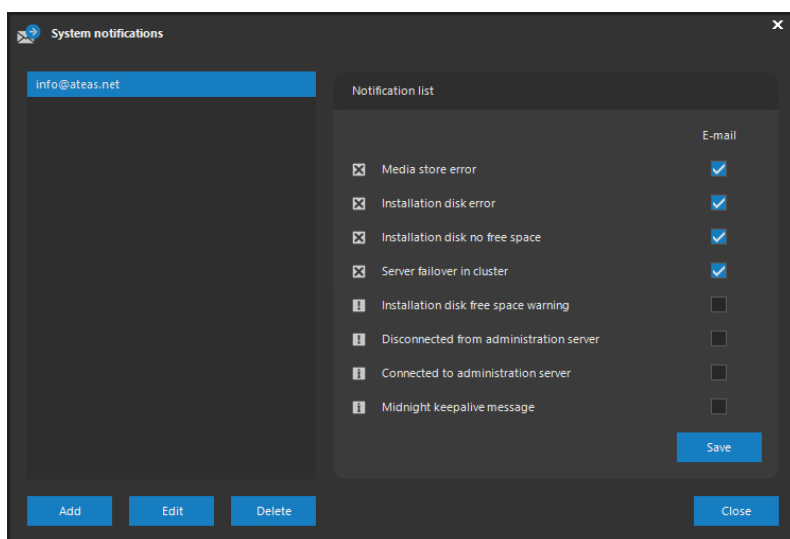 System notifications
info@ateas.net
Notification list
E-mail
Media store error
Installation disk error
Installation disk no free space
Server failover in cluster
Installation disk free space warning
Disconnected from administration server
Connected to administration server
Midnight keepalive message
Save
Add Edit Delete Close